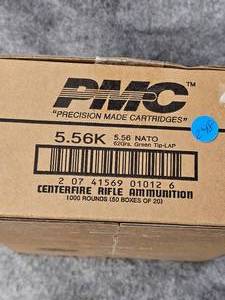 PMC
"PRECISION MADE CARTRIDGES"
5.56K 5.56 NATO
62Grs. Green Tip-LAP
2 07 41569 01012 6
CENTERFIRE RIFLE AMMUNITION
1000 ROUNDS (50 BOXES OF 20)